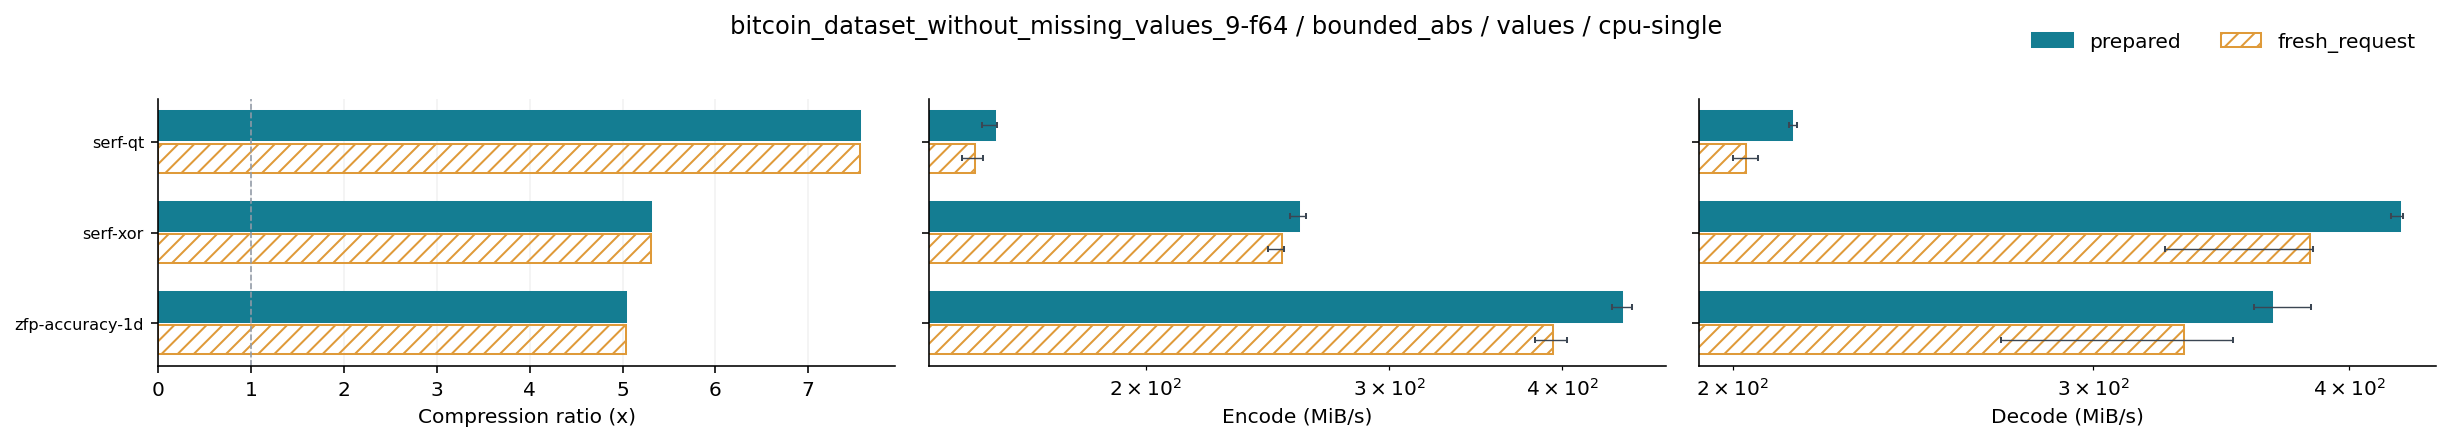 bitcoin_dataset_without_missing_values_9-f64 / bounded_abs / values / cpu-single
prepared
fresh_request
serf-qt
serf-xor
zfp-accuracy-1d
0 1 2 3 4 5 6 7
Compression ratio (x)
2 × 10² 3 × 10² 4 × 10²
Encode (MiB/s)
2 × 10² 3 × 10² 4 × 10²
Decode (MiB/s)